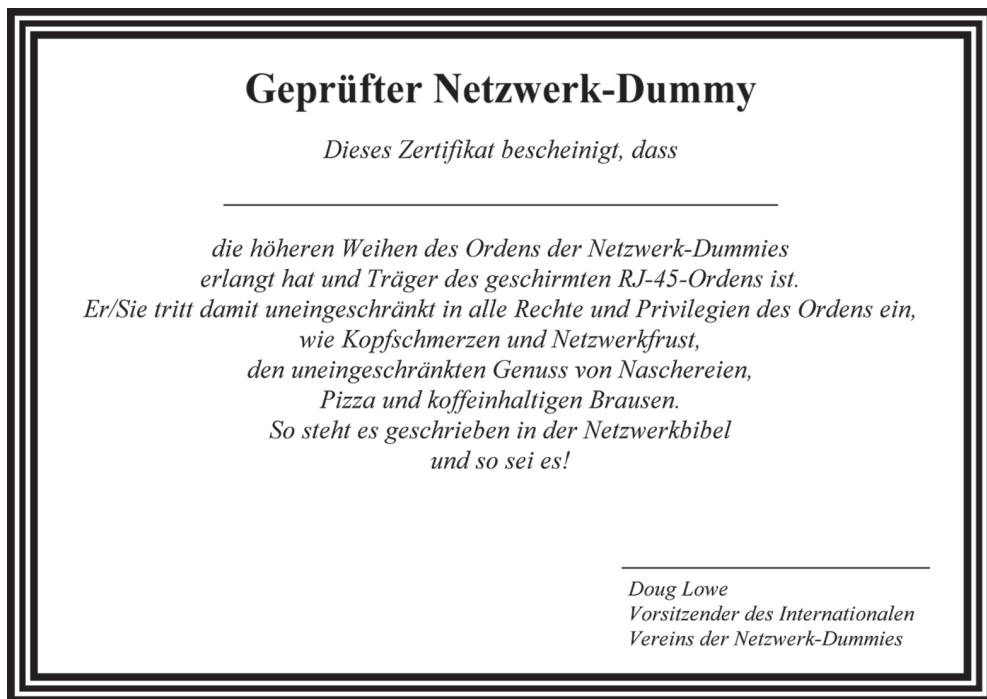 Geprüfter Netzwerk-Dummy
Dieses Zertifikat bescheinigt, dass
die höheren Weihen des Ordens der Netzwerk-Dummies
erlangt hat und Träger des geschirmten RJ-45-Ordens ist.
Er/Sie tritt damit uneingeschränkt in alle Rechte und Privilegien des Ordens ein,
wie Kopfschmerzen und Netzwerkfrust,
den uneingeschränkten Genuss von Naschereien,
Pizza und koffeinhaltigen Brausen.
So steht es geschrieben in der Netzwerkbibel
und so sei es!
Doug Lowe
Vorsitzender des Internationalen
Vereins der Netzwerk-Dummies